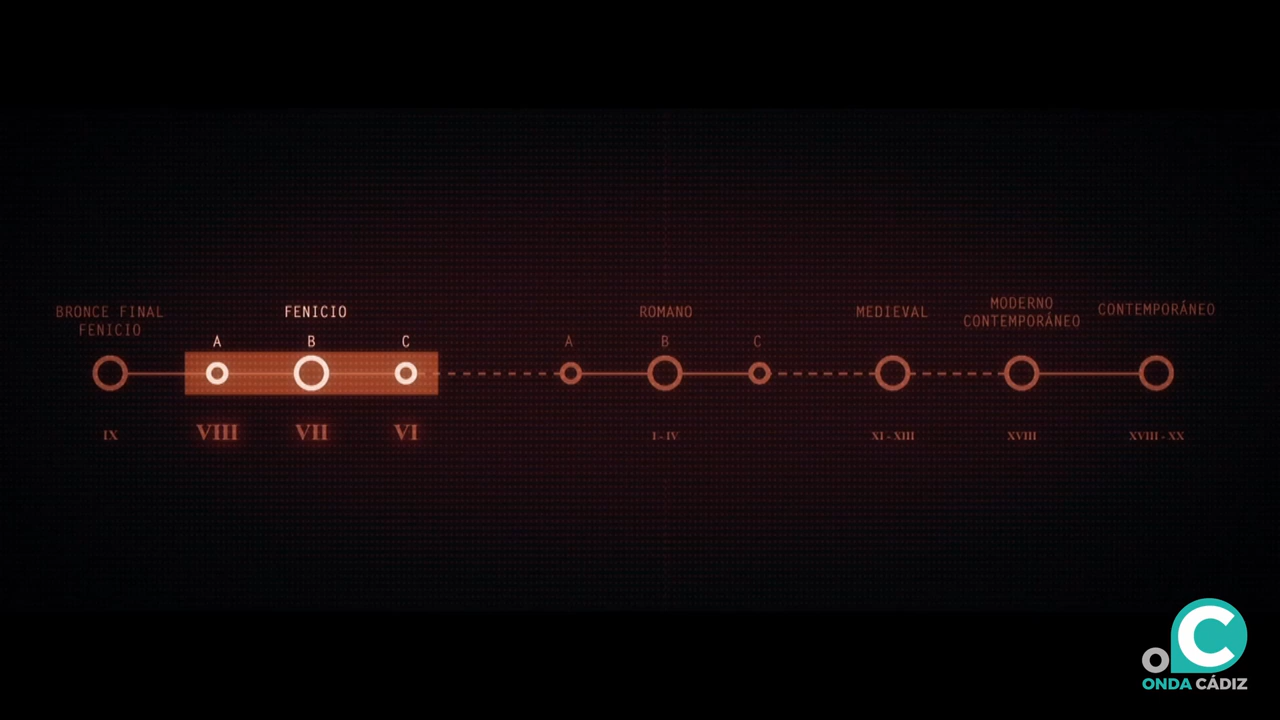 BRONCE FINAL
FENICIO
FENICIO
ROMANO
MEDIEVAL
MODERNO
CONTEMPORÁNEO
CONTEMPORÁNEO
A B C A B C
IX VIII VII VI I - IV XI - XIII XVIII XVIII - XX
OC
ONDA CÁDIZ